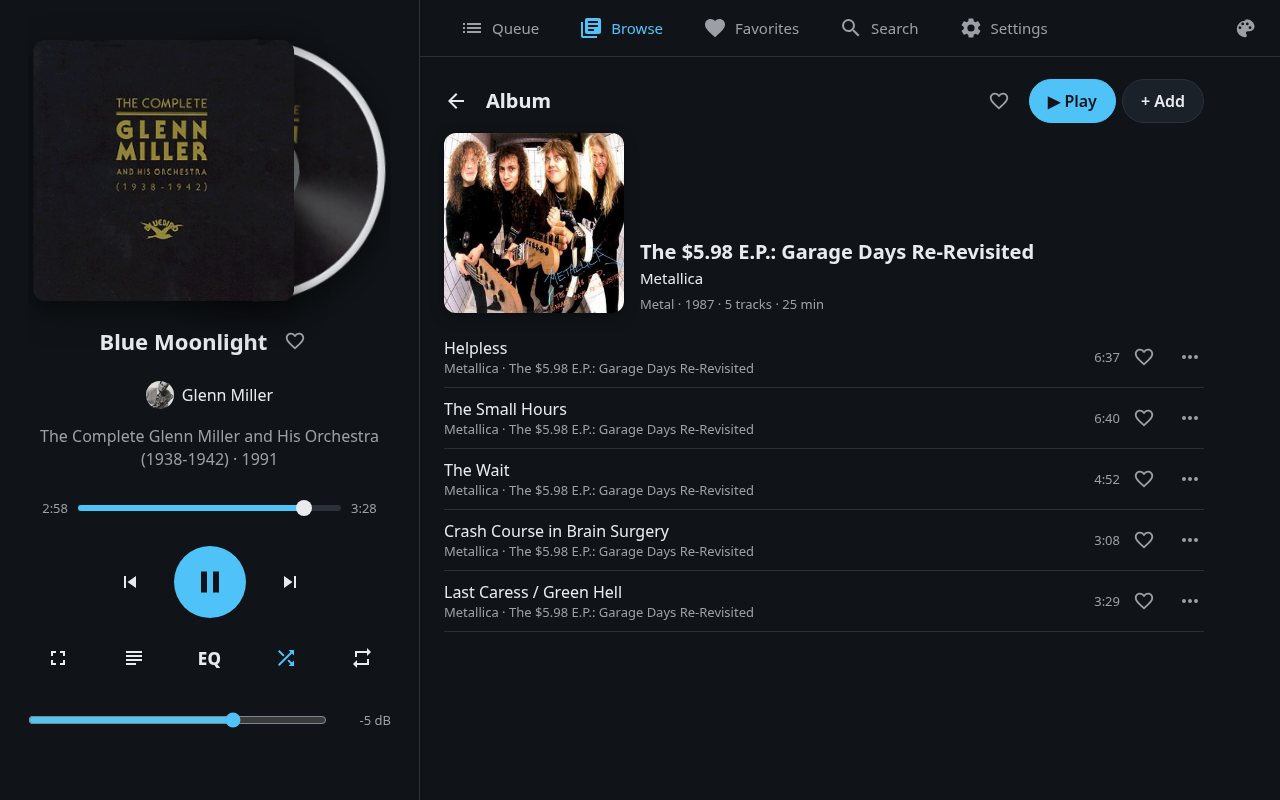 Queue
Browse
Favorites
Search
Settings
THE COMPLETE
GLENN
MILLER
AND HIS ORCHESTRA
(1938-1942)
Blue Moonlight
Glenn Miller
The Complete Glenn Miller and His Orchestra
(1938-1942) · 1991
2:58
3:28
EQ
-5 dB
Album
▶ Play
+ Add
METALLICA
The $5.98 E.P.: Garage Days Re-Revisited
Metallica
Metal · 1987 · 5 tracks · 25 min
Helpless
Metallica · The $5.98 E.P.: Garage Days Re-Revisited
6:37
The Small Hours
Metallica · The $5.98 E.P.: Garage Days Re-Revisited
6:40
The Wait
Metallica · The $5.98 E.P.: Garage Days Re-Revisited
4:52
Crash Course in Brain Surgery
Metallica · The $5.98 E.P.: Garage Days Re-Revisited
3:08
Last Caress / Green Hell
Metallica · The $5.98 E.P.: Garage Days Re-Revisited
3:29